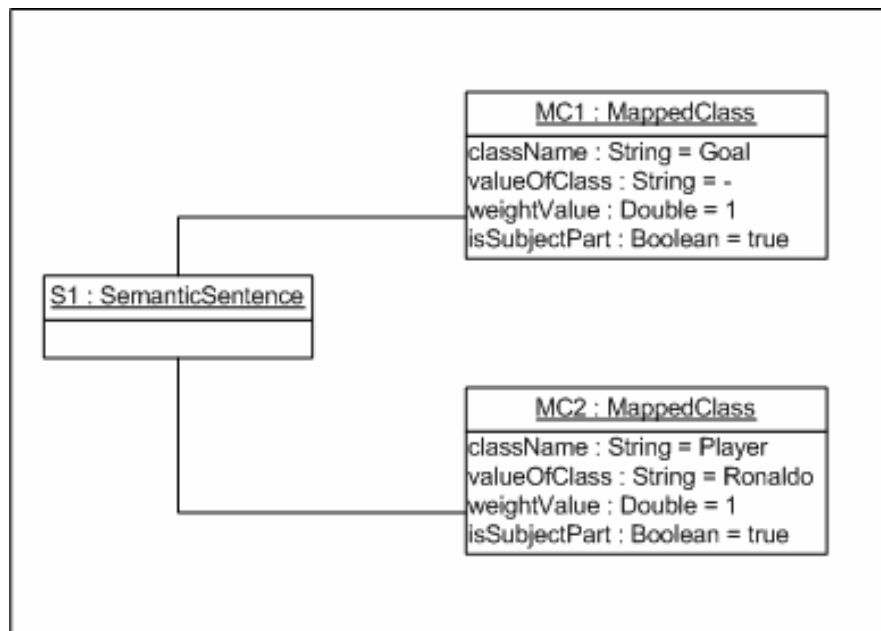 MC1 : MappedClass
className : String = Goal
valueOfClass : String = -
weightValue : Double = 1
isSubjectPart : Boolean = true
S1 : SemanticSentence
MC2 : MappedClass
className : String = Player
valueOfClass : String = Ronaldo
weightValue : Double = 1
isSubjectPart : Boolean = true